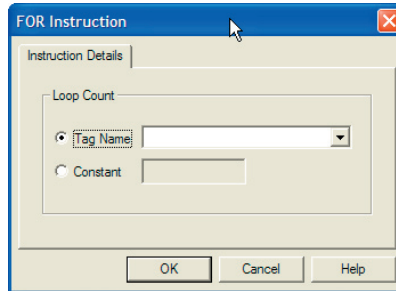 FOR Instruction
Instruction Details
Loop Count
Tag Name
Constant
OK Cancel Help